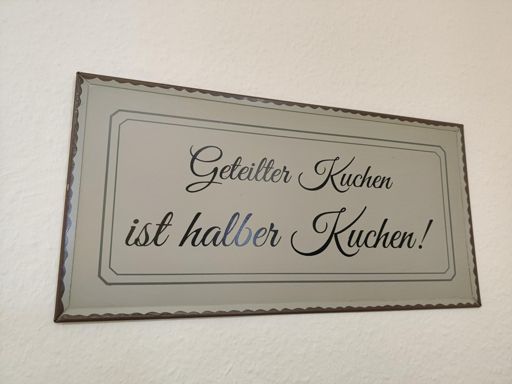 Geteilter Kuchen
ist halber Kuchen!